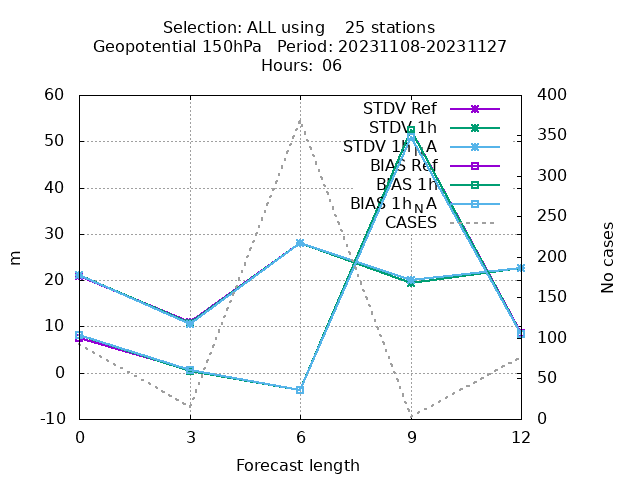 Selection: ALL using    25 stations
Geopotential 150hPa   Period: 20231108-20231127
Hours: 06
60
50
40
30
20
10
0
-10
400
350
300
250
200
150
100
50
0
STDV Ref
STDV 1h
STDV 1h_N A
BIAS Ref
BIAS 1h
BIAS 1h_N A
CASES
m
No cases
0 3 6 9 12
Forecast length